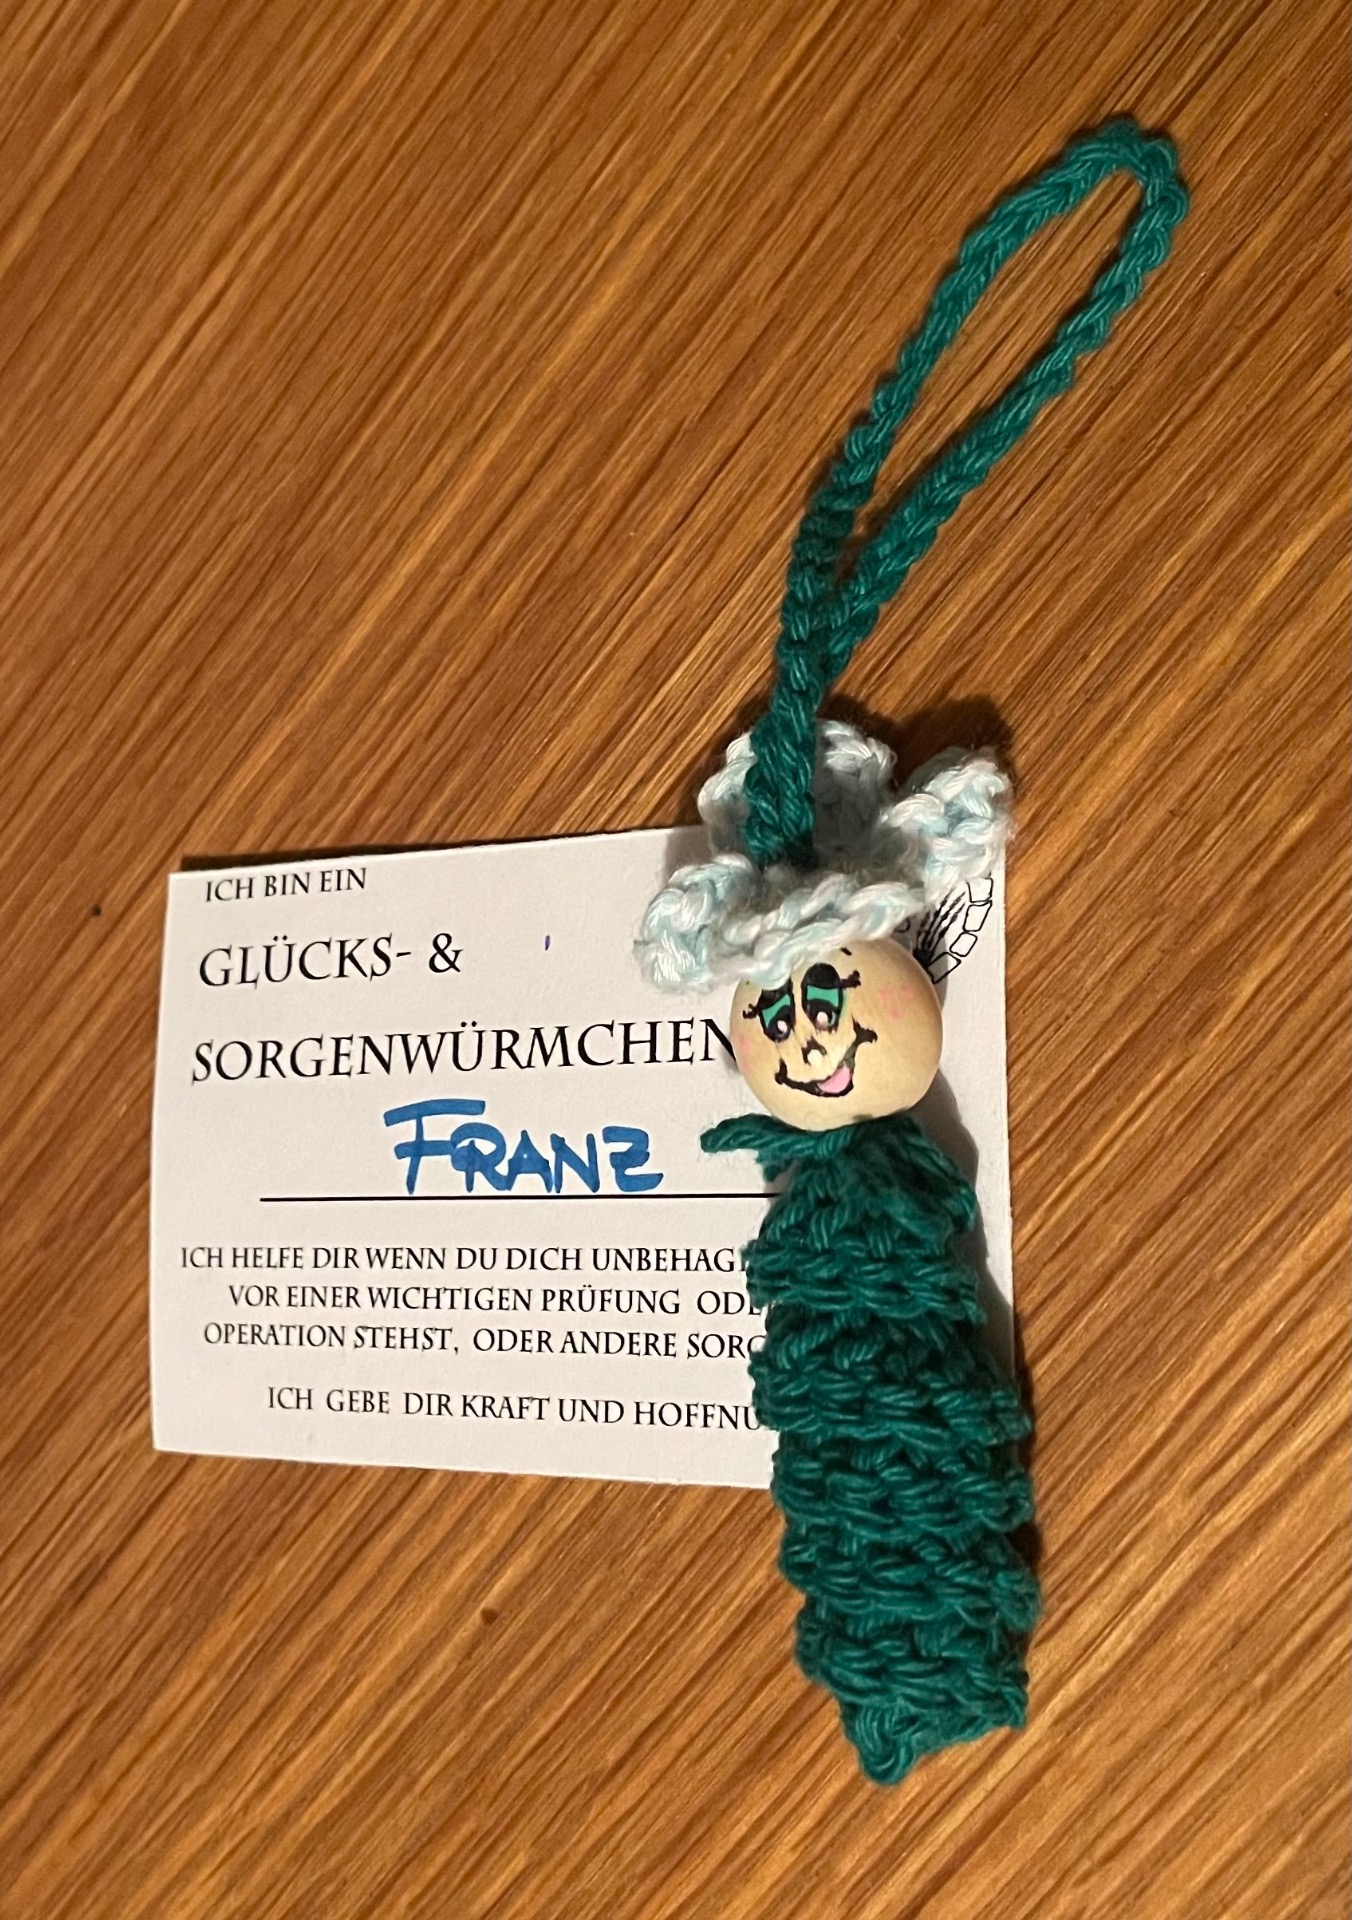 ICH BIN EIN
GLÜCKS- &
SORGENWÜRMCHEN
FRANZ
ICH HELFE DIR WENN DU DICH
VOR EINER WICHTIGEN PRÜFUNG
OPERATION STEHST, ODER ANDERE
ICH GEBE DIR KRAFT UND